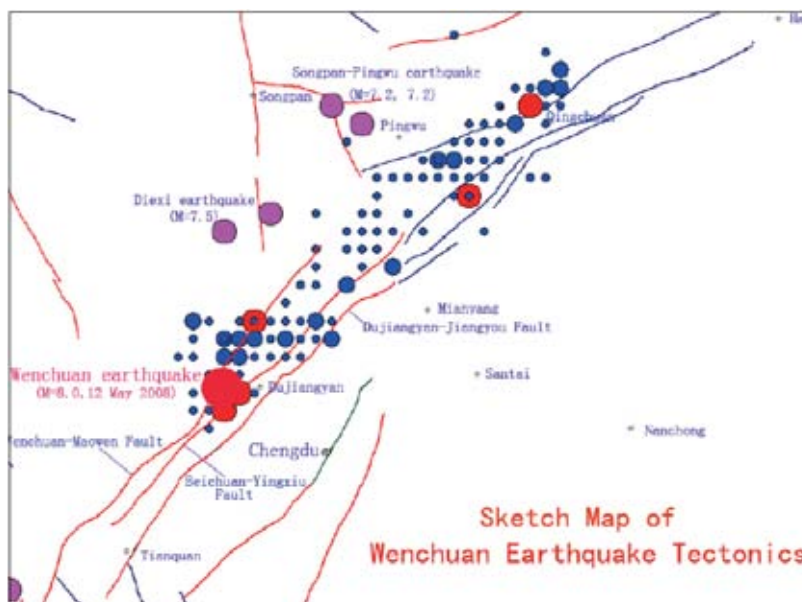 Songpan-Pingwu earthquake
(M=7.2, 7.2)
Songpan
Pingwu
Qingchuan
Diexi earthquake
(M=7.5)
Mianyang
Dujiangyan-Jiangyou Fault
Wenchuan earthquake
(M=8.0.12 May 2008)
Dujiangyan
Santai
Nanchong
Wenchuan-Maowen Fault
Chengdu
Beichuan-Yingxiu
Fault
Tianquan
Sketch Map of
Wenchuan Earthquake Tectonics